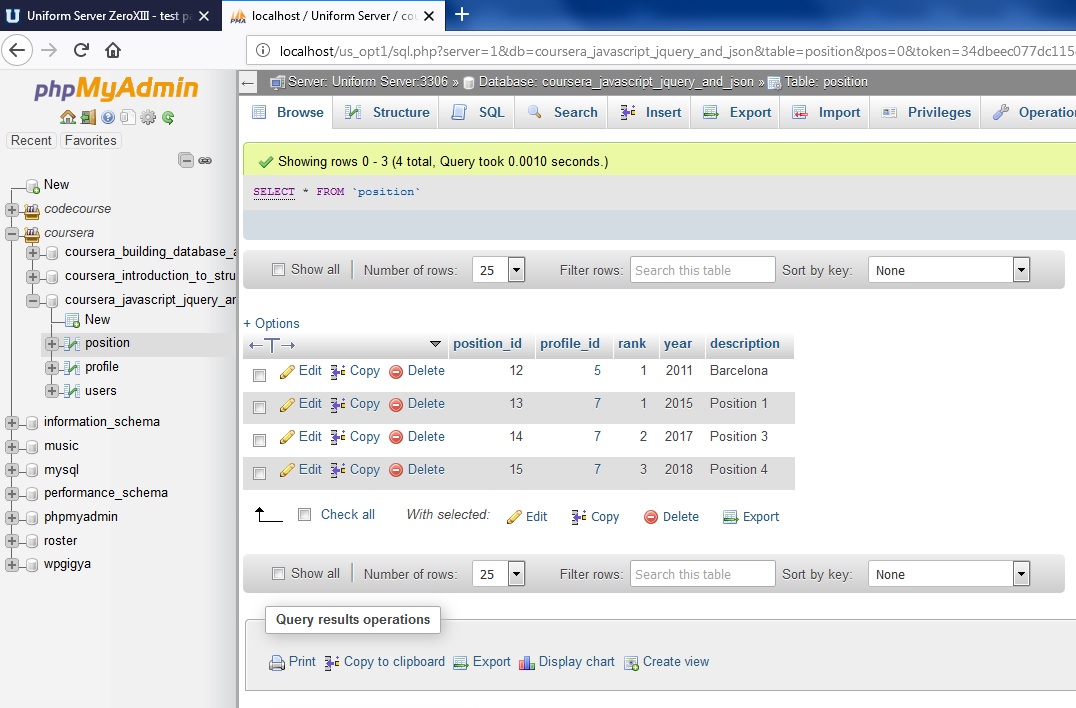 Uniform Server ZeroXIII - test pa
localhost / Uniform Server / cou
localhost/us_opt1/sql.php?server=1&db=coursera_javascript_jquery_and_json&table=position&pos=0&token=34dbeec077dc115
phpMyAdmin
Recent Favorites
New
codecourse
coursera
coursera_building_database_a
coursera_introduction_to_stru
coursera_javascript_jquery_ar
New
position
profile
users
information_schema
music
mysql
performance_schema
phpmyadmin
roster
wpgigya
Server: Uniform Server:3306 » Database: coursera_javascript_jquery_and_json » Table: position
Browse Structure SQL Search Insert Export Import Privileges Operatio
Showing rows 0 - 3 (4 total, Query took 0.0010 seconds.)
SELECT * FROM `position`
Show all Number of rows: 25 Filter rows: Search this table Sort by key: None
+ Options
←T→ position_id profile_id rank year description
Edit Copy Delete 12 5 1 2011 Barcelona
Edit Copy Delete 13 7 1 2015 Position 1
Edit Copy Delete 14 7 2 2017 Position 3
Edit Copy Delete 15 7 3 2018 Position 4
Check all With selected: Edit Copy Delete Export
Show all Number of rows: 25 Filter rows: Search this table Sort by key: None
Query results operations
Print Copy to clipboard Export Display chart Create view